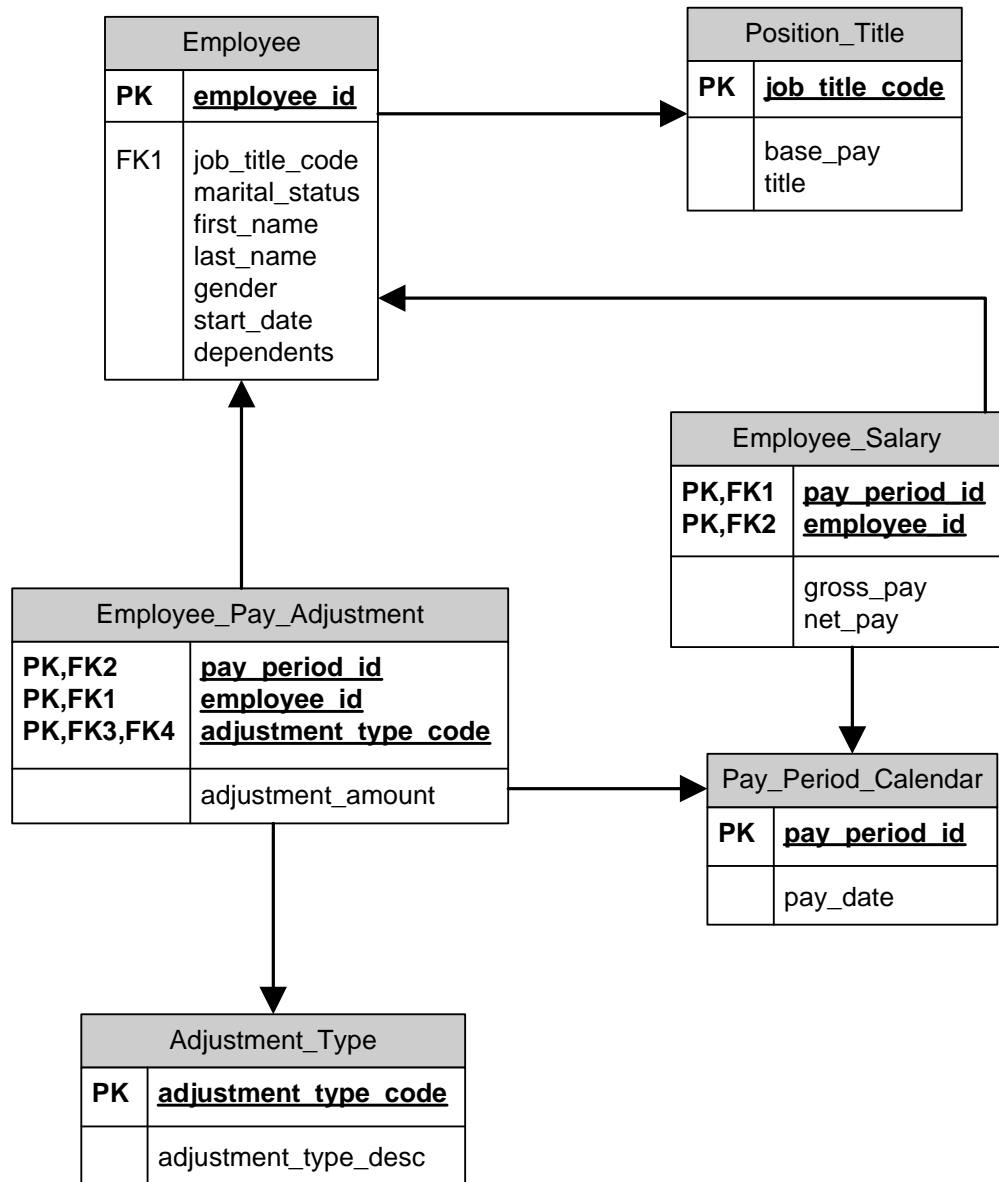 Employee
PK employee_id
FK1 job_title_code
marital_status
first_name
last_name
gender
start_date
dependents
Position_Title
PK job_title_code
base_pay
title
Employee_Salary
PK,FK1 pay_period_id
PK,FK2 employee_id
gross_pay
net_pay
Employee_Pay_Adjustment
PK,FK2 pay_period_id
PK,FK1 employee_id
PK,FK3,FK4 adjustment_type_code
adjustment_amount
Pay_Period_Calendar
PK pay_period_id
pay_date
Adjustment_Type
PK adjustment_type_code
adjustment_type_desc